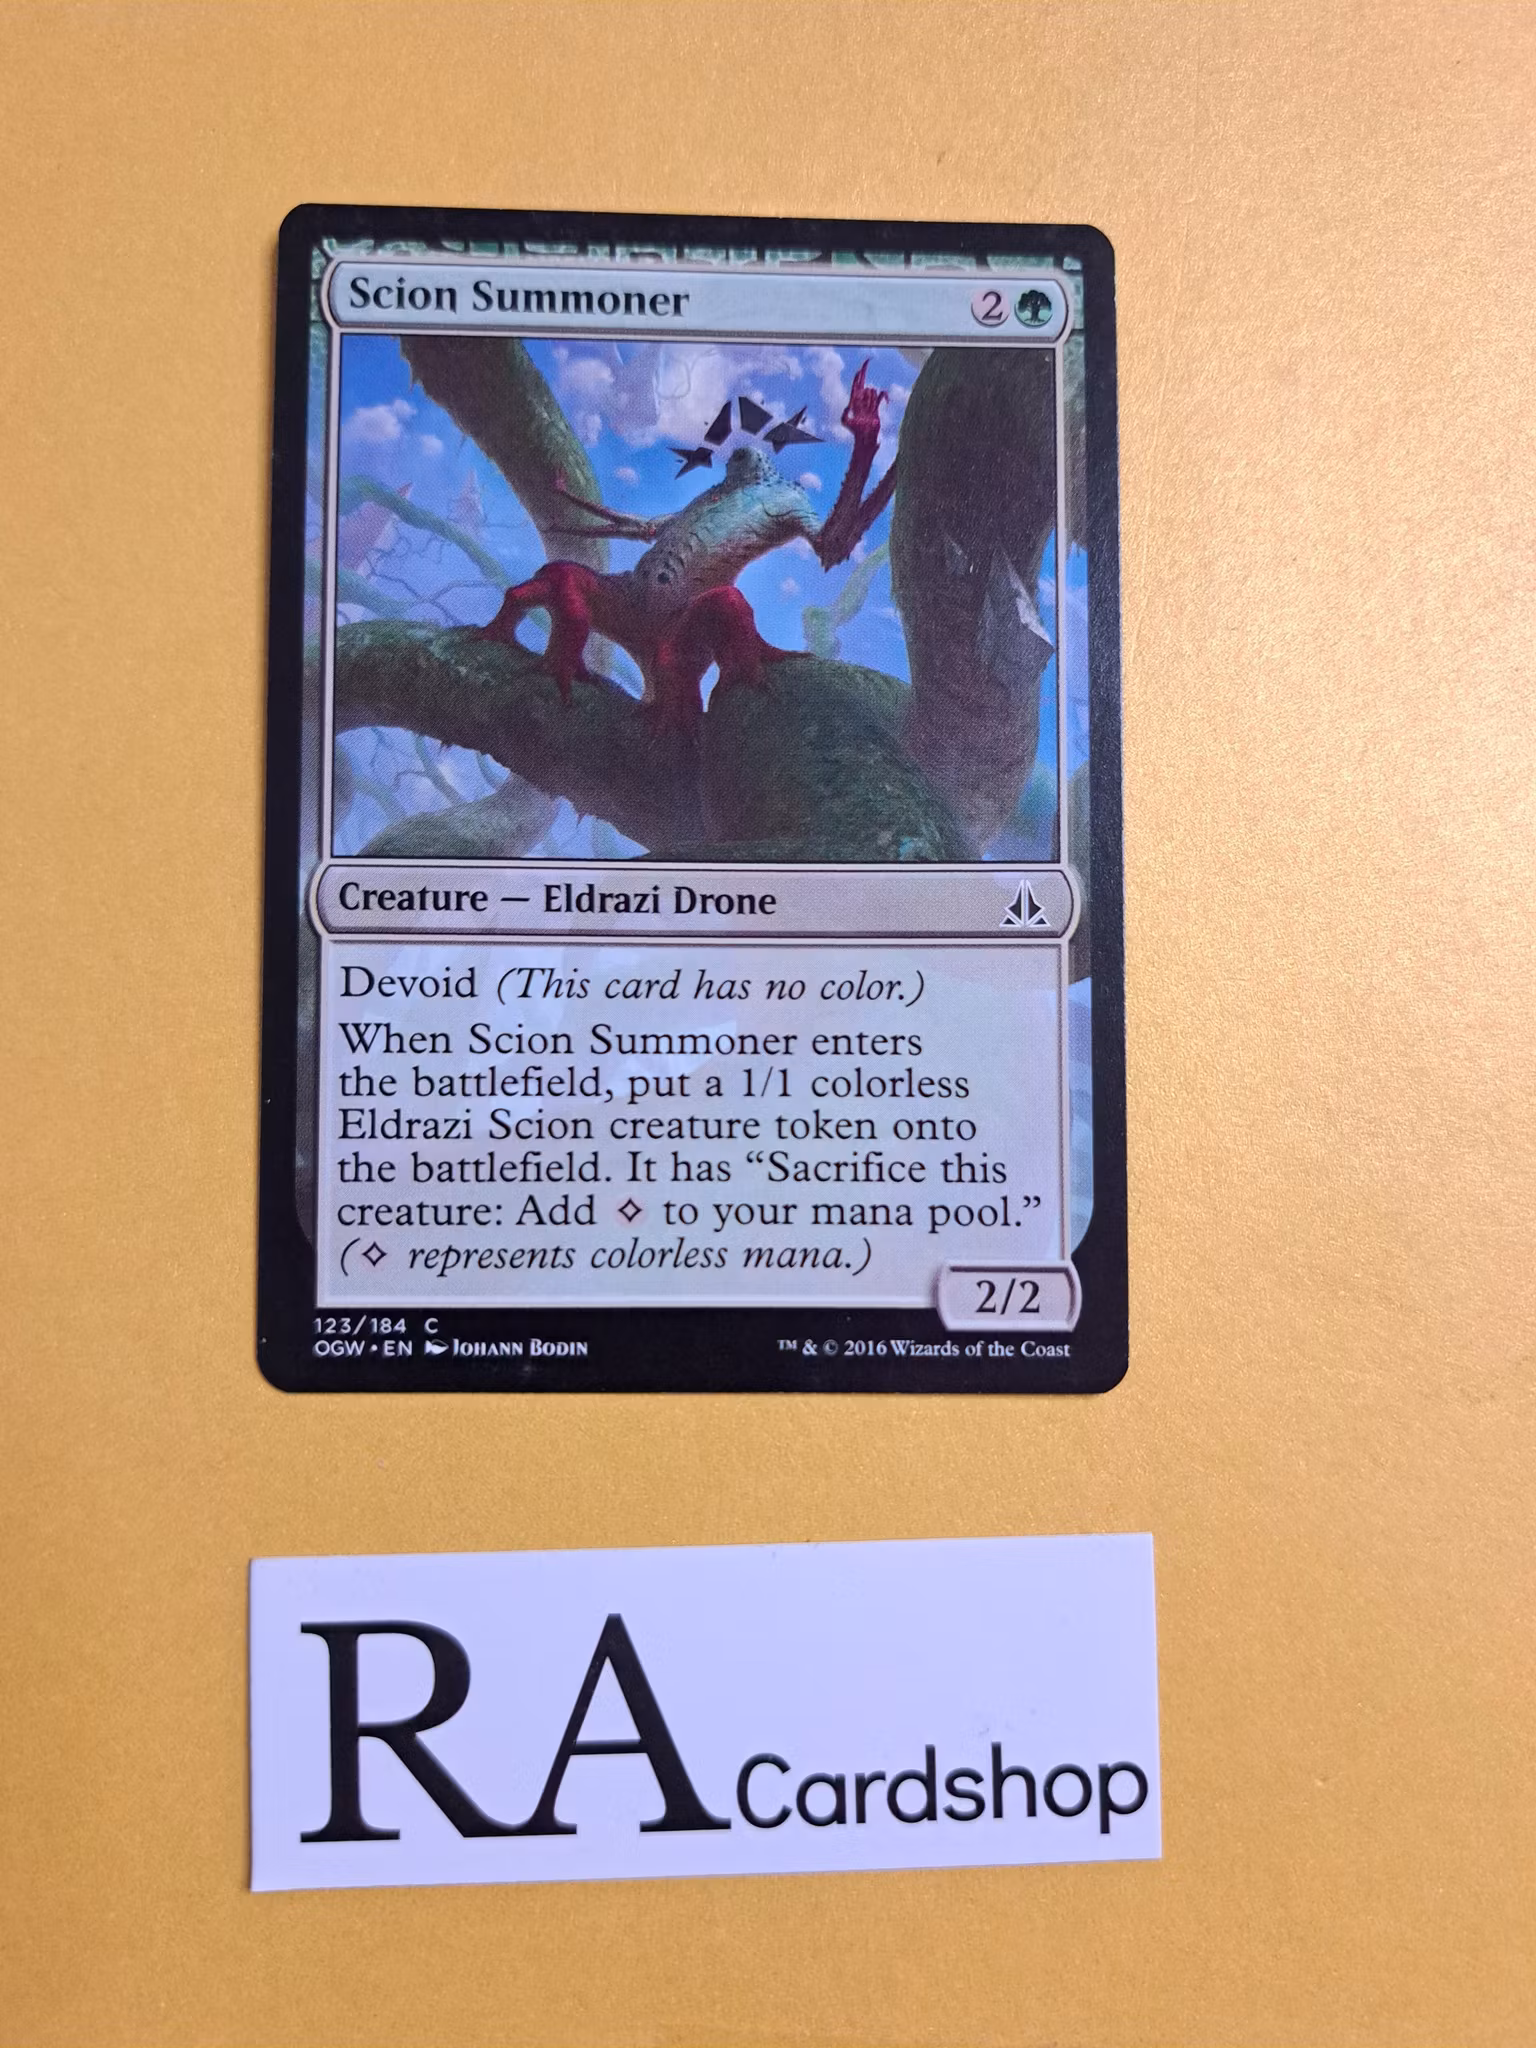 Scion Summoner 2
Creature — Eldrazi Drone
Devoid (This card has no color.)
When Scion Summoner enters
the battlefield, put a 1/1 colorless
Eldrazi Scion creature token onto
the battlefield. It has “Sacrifice this
creature: Add to your mana pool.”
( represents colorless mana.)
2/2
123/184 C
OGW • EN Johann Bodin ™ & © 2016 Wizards of the Coast
RA Cardshop